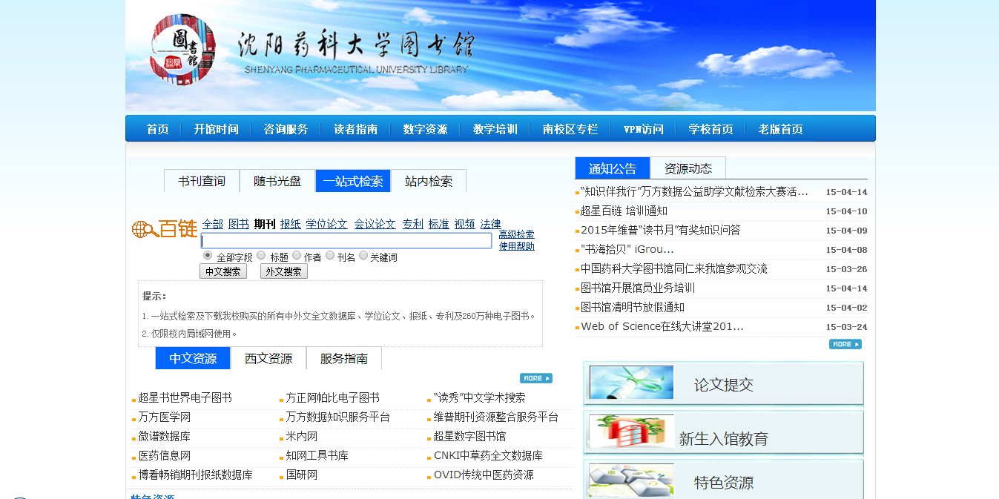 圖書館
沈阳药科大学图书馆
SHENYANG PHARMACEUTICAL UNIVERSITY LIBRARY
首页 开馆时间 咨询服务 读者指南 数字资源 教学培训 南校区专栏 VPN访问 学校首页 老版首页
书刊查询 随书光盘 一站式检索 站内检索
百链 全部 图书 期刊 报纸 学位论文 会议论文 专利 标准 视频 法律
高级检索
使用帮助
全部字段 标题 作者 刊名 关键词
中文搜索 外文搜索
提示：
1. 一站式检索及下载我校购买的所有中外文全文数据库、学位论文、报纸、专利及260万种电子图书。
2. 仅限校内局域网使用。
中文资源 西文资源 服务指南
MORE
超星书世界电子图书 方正阿帕比电子图书 “读秀”中文学术搜索
万方医学网 万方数据知识服务平台 维普期刊资源整合服务平台
微谱数据库 米内网 超星数字图书馆
医药信息网 知网工具书库 CNKI中草药全文数据库
博看畅销期刊报纸数据库 国研网 OVID传统中医药资源
特色资源
通知公告 资源动态
“知识伴我行”万方数据公益助学文献检索大赛活... 15-04-14
超星百链 培训通知 15-04-10
2015年维普“读书月”有奖知识问答 15-04-09
"书海拾贝" iGrou... 15-04-08
中国药科大学图书馆同仁来我馆参观交流 15-03-26
图书馆开展馆员业务培训 15-04-14
图书馆清明节放假通知 15-04-02
Web of Science在线大讲堂201... 15-03-24
MORE
论文提交
新生入馆教育
特色资源